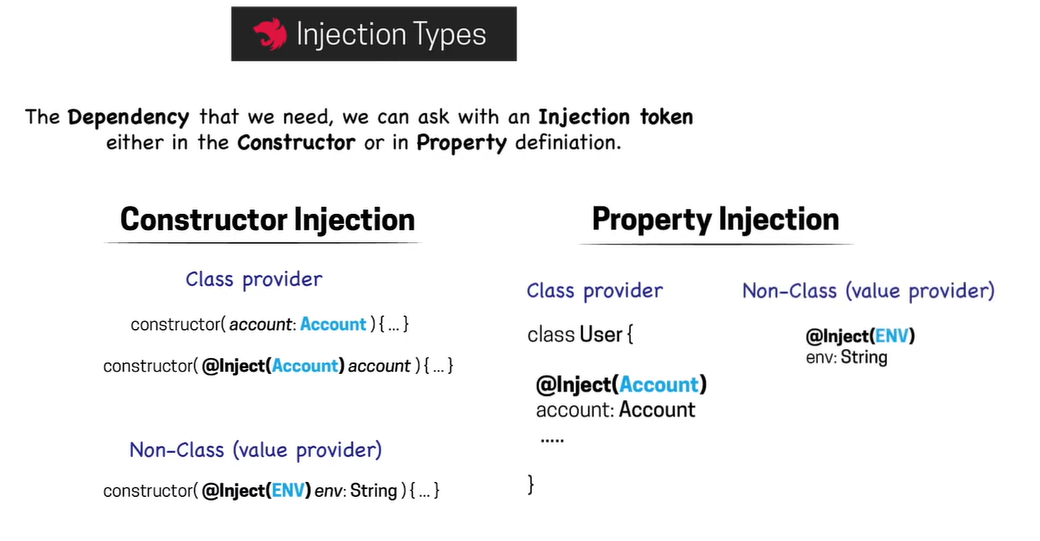 Injection Types
The Dependency that we need, we can ask with an Injection token
either in the Constructor or in Property definiation.
Constructor Injection
Class provider
constructor( account: Account ) { ... }
constructor( @Inject(Account) account ) { ... }
Non-Class (value provider)
constructor( @Inject(ENV) env: String ) { ... }
Property Injection
Class provider
class User {
@Inject(Account)
account: Account
.....
}
Non-Class (value provider)
@Inject(ENV)
env: String